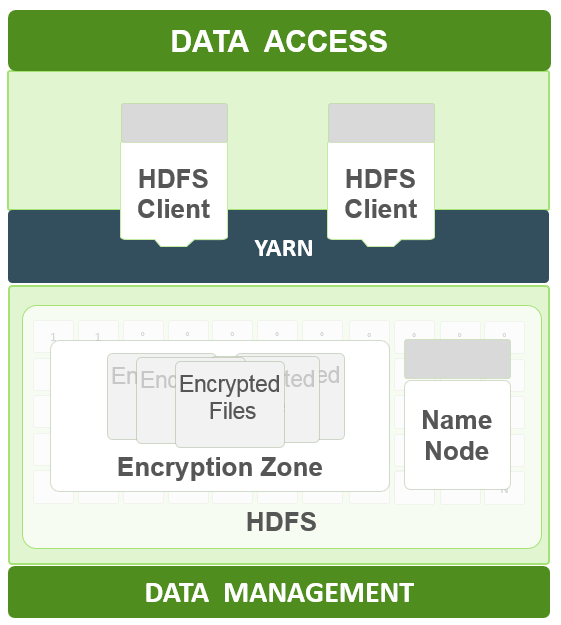 DATA ACCESS
HDFS
Client
HDFS
Client
YARN
Encrypted
Files
Encryption Zone
Name
Node
HDFS
DATA MANAGEMENT